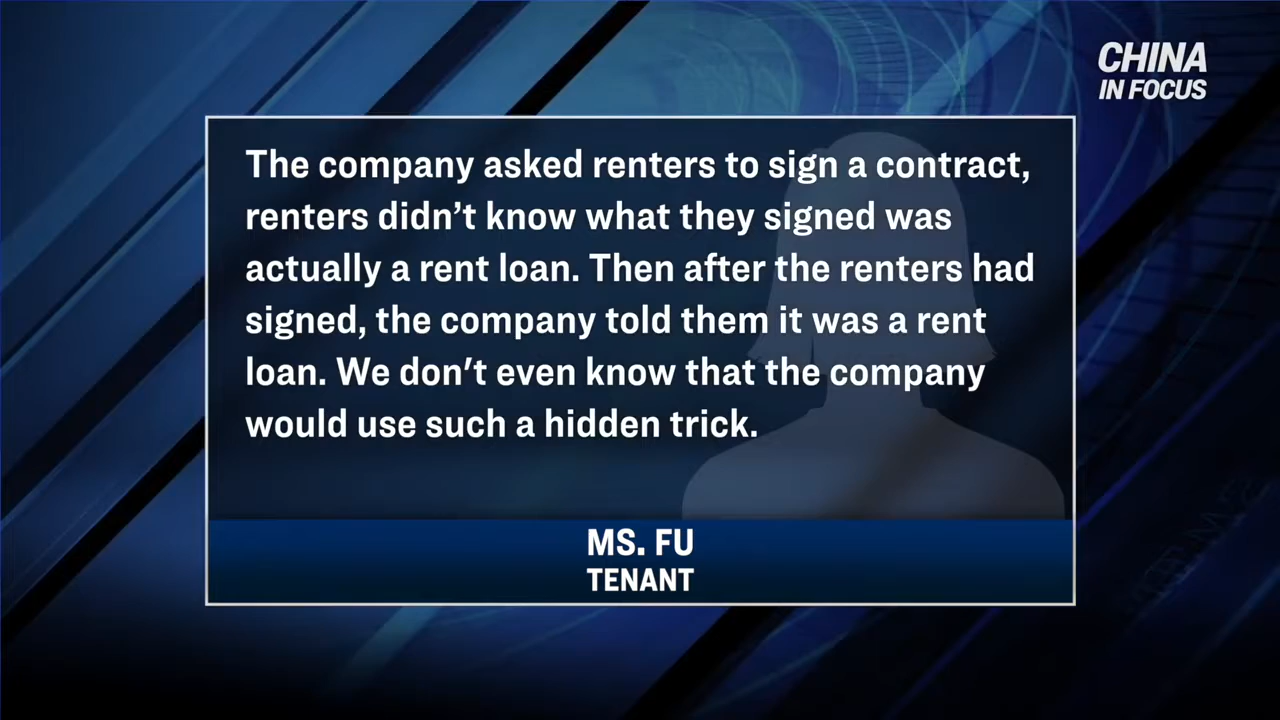 CHINA
IN FOCUS
The company asked renters to sign a contract,
renters didn't know what they signed was
actually a rent loan. Then after the renters had
signed, the company told them it was a rent
loan. We don't even know that the company
would use such a hidden trick.
MS. FU
TENANT